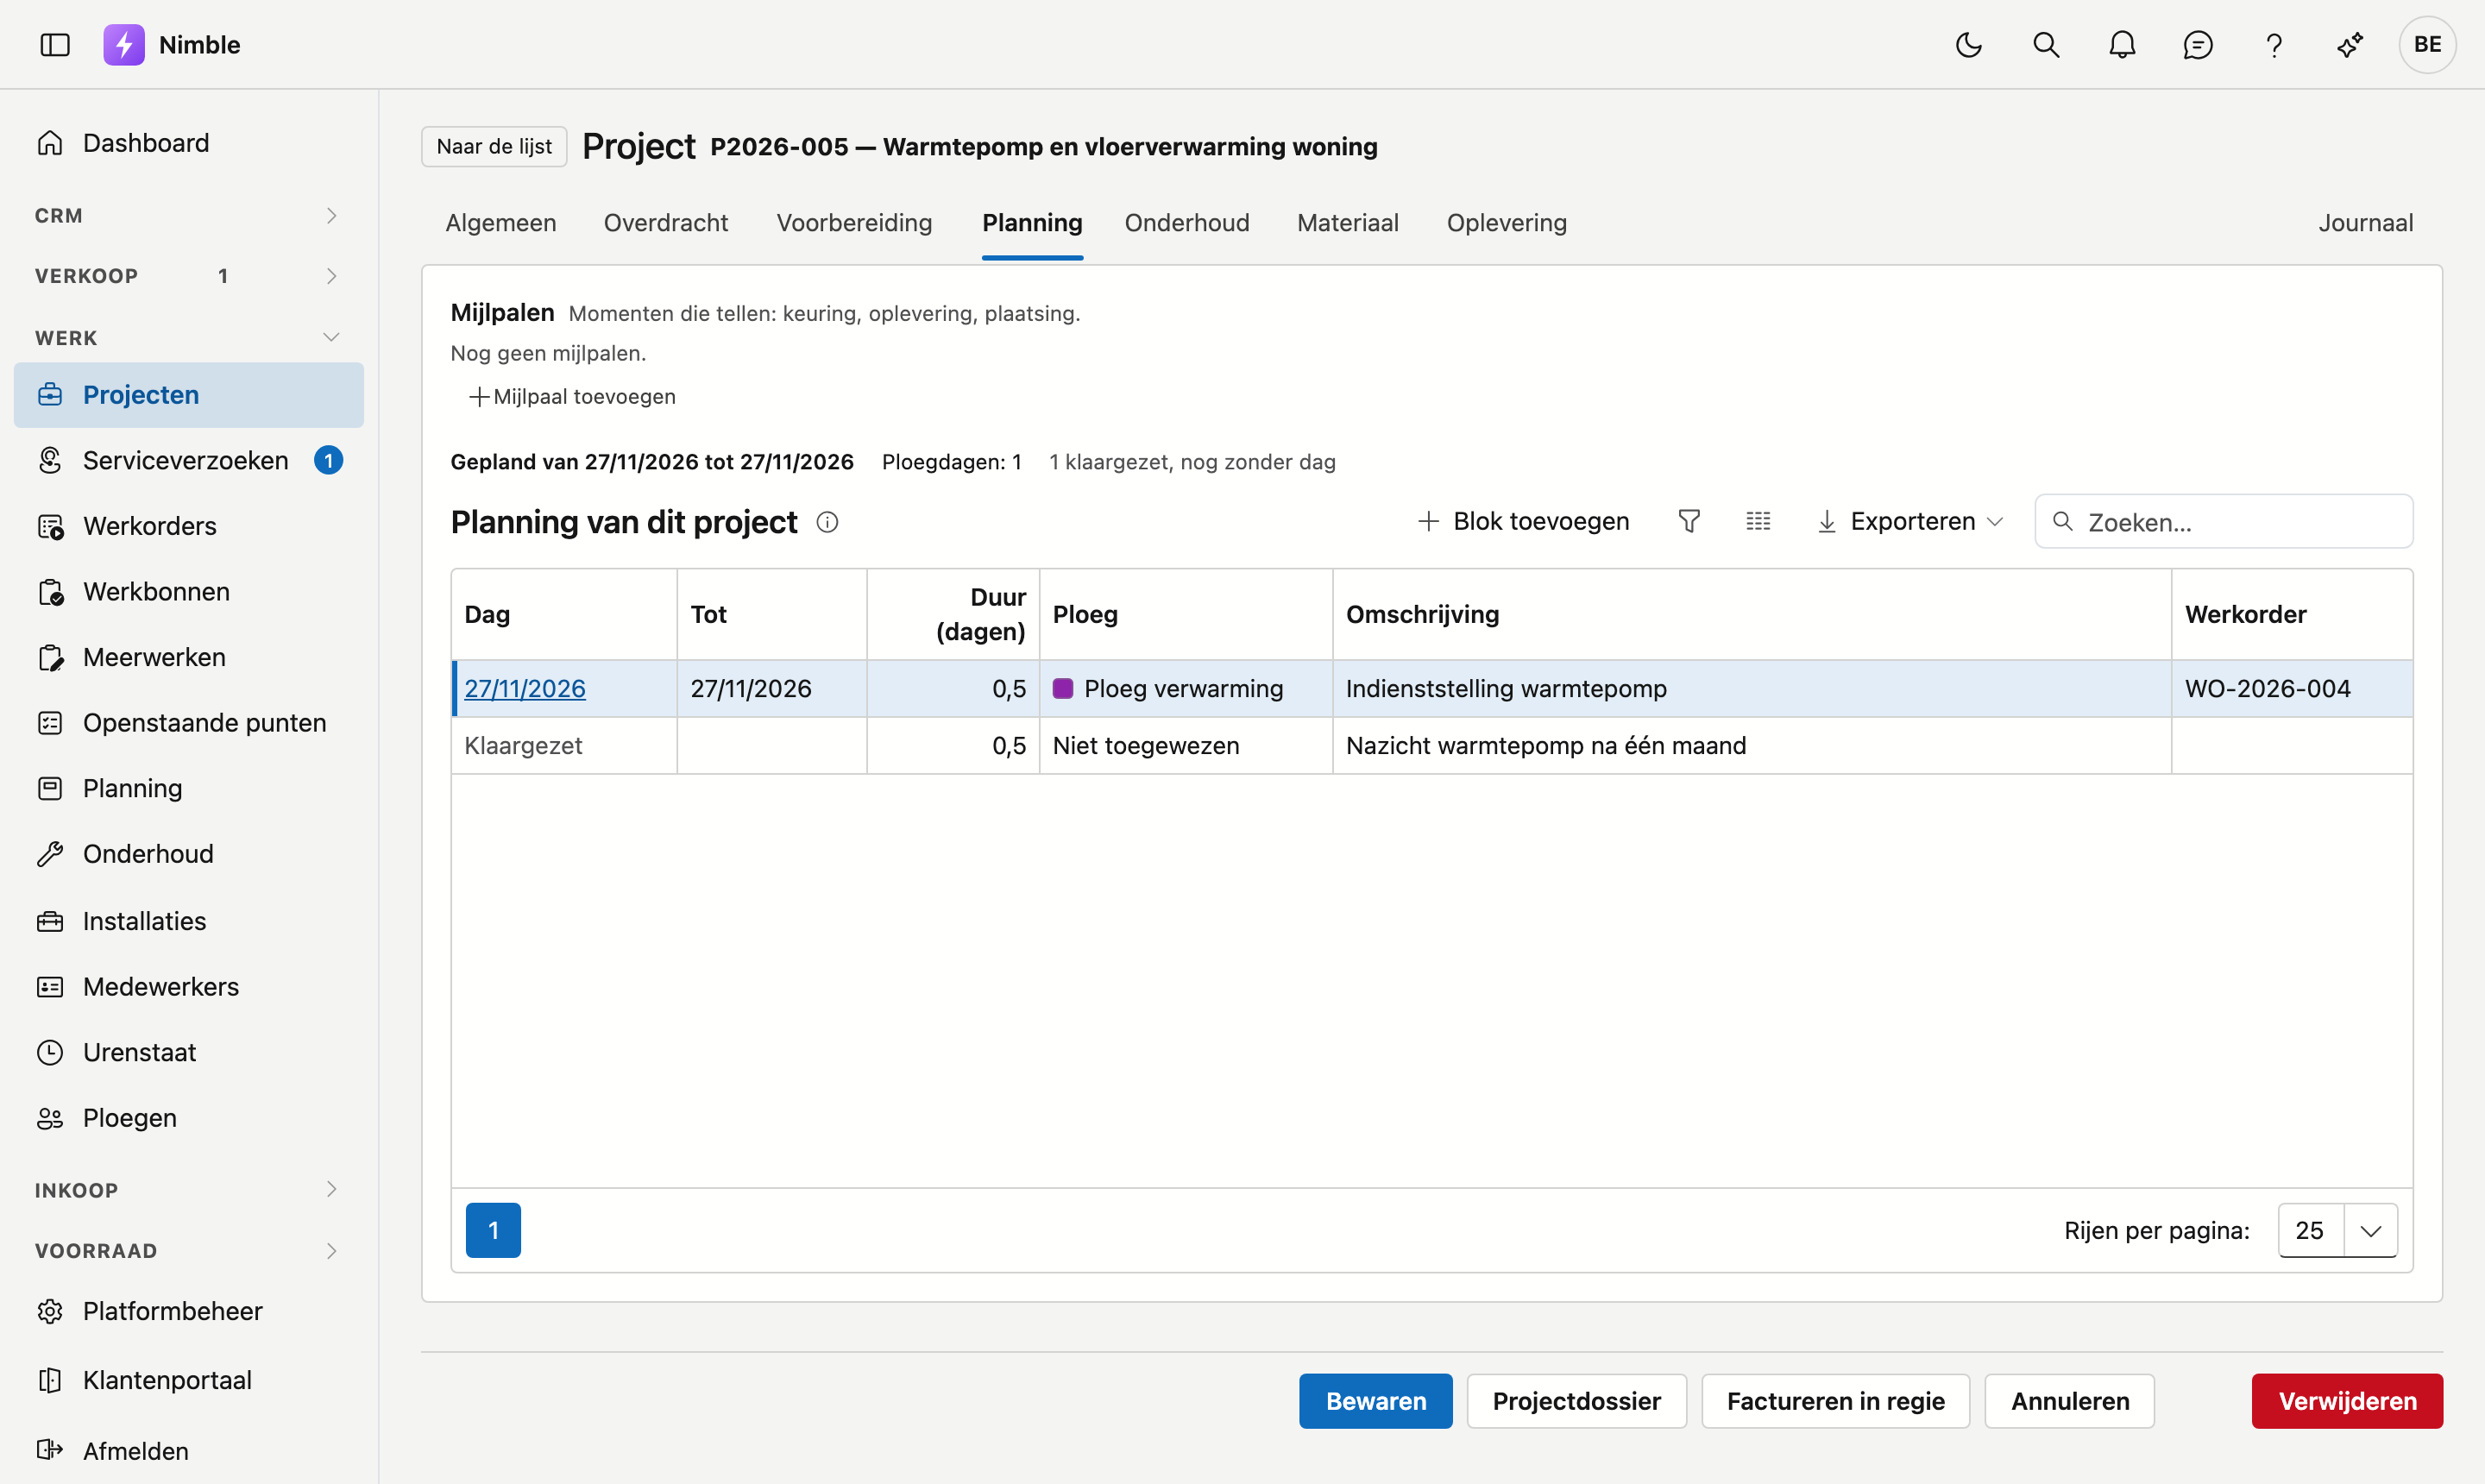 Nimble
BE
Dashboard
CRM
VERKOOP 1
WERK
Projecten
Serviceverzoeken 1
Werkorders
Werkbonnen
Meerwerken
Openstaande punten
Planning
Onderhoud
Installaties
Medewerkers
Urenstaat
Ploegen
INKOOP
VOORRAAD
Platformbeheer
Klantenportaal
Afmelden
Naar de lijst Project P2026-005 — Warmtepomp en vloerverwarming woning
Algemeen Overdracht Voorbereiding Planning Onderhoud Materiaal Oplevering Journaal
Mijlpalen Momenten die tellen: keuring, oplevering, plaatsing.
Nog geen mijlpalen.
Mijlpaal toevoegen
Gepland van 27/11/2026 tot 27/11/2026 Ploegdagen: 1 1 klaargezet, nog zonder dag
Planning van dit project Blok toevoegen Exporteren Zoeken...
Dag Tot Duur (dagen) Ploeg Omschrijving Werkorder
27/11/2026 27/11/2026 0,5 Ploeg verwarming Indienststelling warmtepomp WO-2026-004
Klaargezet 0,5 Niet toegewezen Nazicht warmtepomp na één maand
1 Rijen per pagina: 25
Bewaren Projectdossier Factureren in regie Annuleren Verwijderen